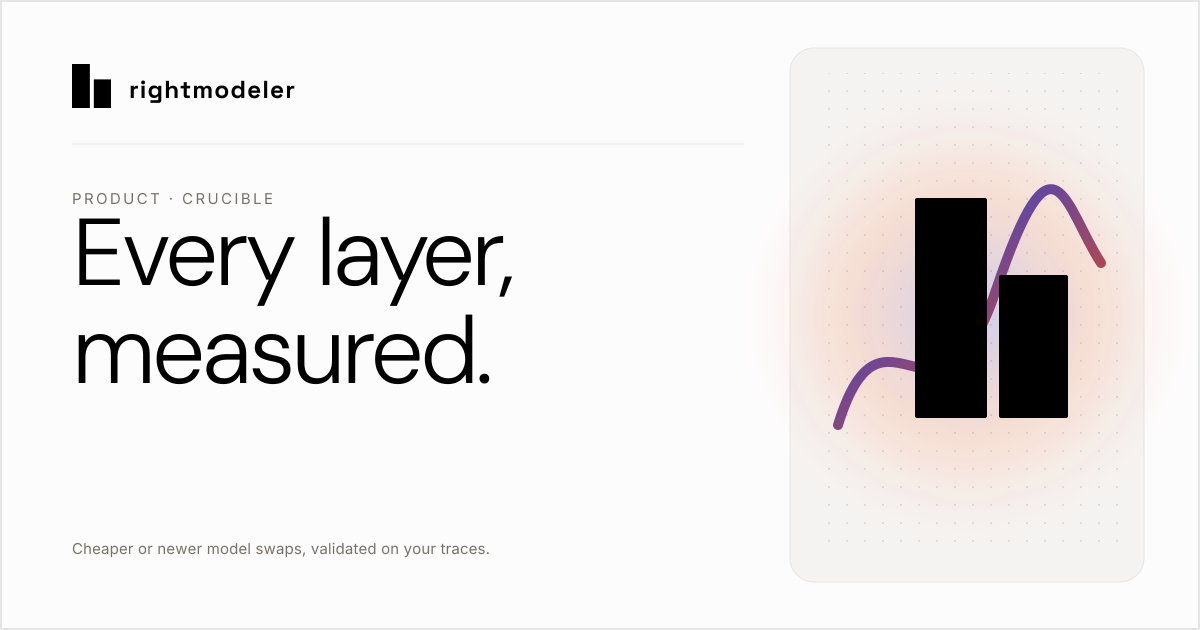 rightmodeler
PRODUCT · CRUCIBLE
Every layer,
measured.
Cheaper or newer model swaps, validated on your traces.